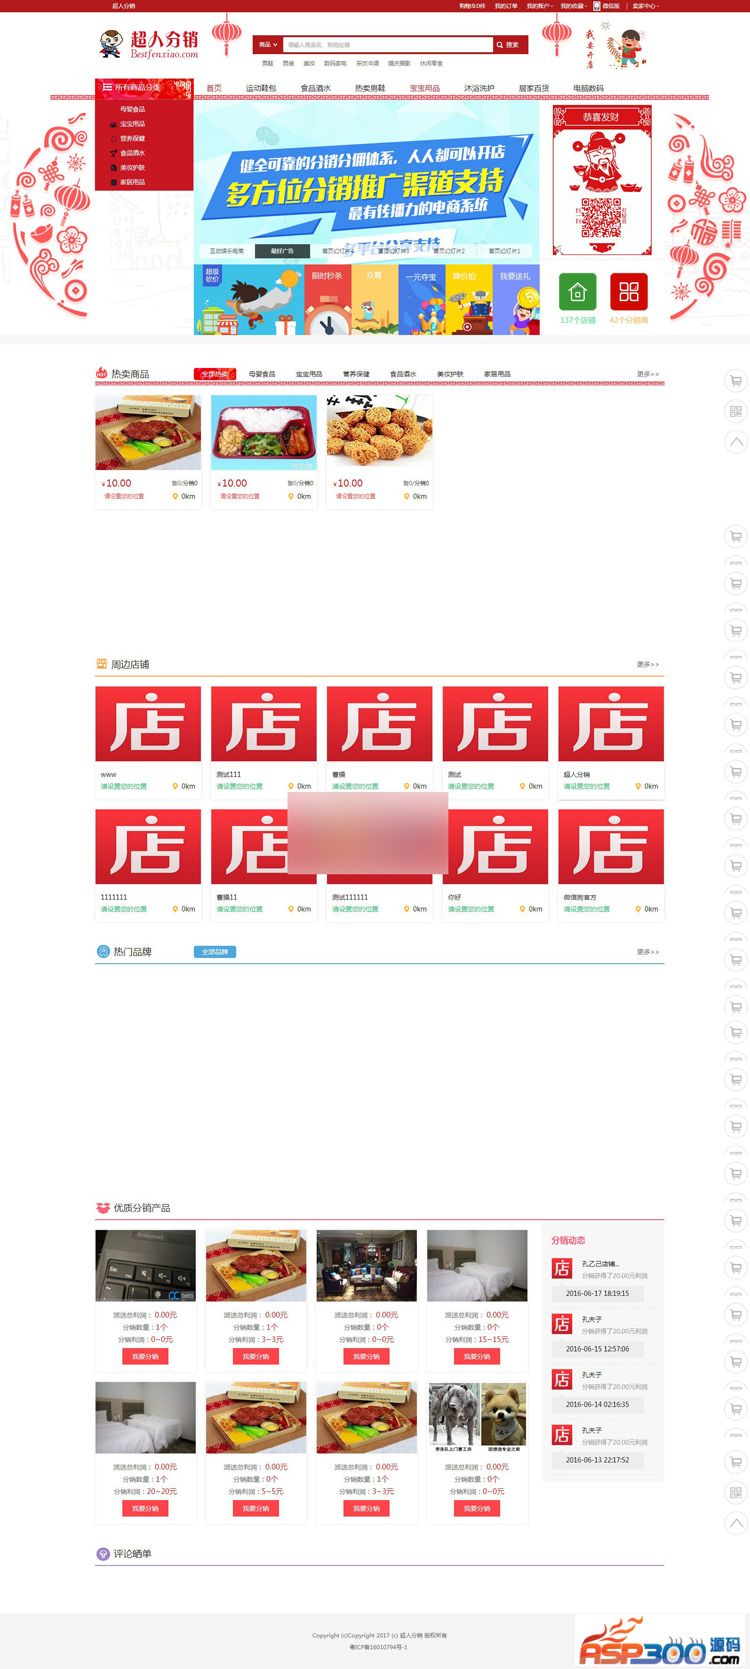 超人分销
购物车0件 我的订单 我的账户 我的收藏 微信版 | 卖家中心
超人分销
Bestfenxiao.com
商品 请输入商品名、称地址等 搜索
我要开店
男鞋 男装 美妆 数码家电 茶饮冲调 婚庆摄影 休闲零食
所有商品分类
首页 运动鞋包 食品酒水 热卖男鞋 宝宝用品 沐浴洗护 居家百货 电脑数码
母婴食品
宝宝用品
营养保健
食品酒水
美妆护肤
家居用品
健全可靠的分销分佣体系，人人都可以开店
多方位分销推广渠道支持
最有传播力的电商系统
互动娱乐电商 最好广告 首页幻灯片2 首页幻灯片1
恭喜发财
超级砍价 限时秒杀 众筹 一元夺宝 降价拍 我要送礼
137个店铺 42个分销商
热卖商品 全部热卖 母婴食品 宝宝用品 营养保健 食品酒水 美妆护肤 家居用品 更多>>
¥10.00 售0/分销0
请设置您的位置 0km
¥10.00 售0/分销0
请设置您的位置 0km
¥10.00 售0/分销0
请设置您的位置 0km
周边店铺 更多>>
店 店 店 店 店
www 测试111 曹操 测试 超人分销
请设置您的位置 0km 请设置您的位置 0km 请设置您的位置 0km 请设置您的位置 0km 请设置您的位置 0km
店 店 店 店
1111111 曹操11 测试111111 你好 微信购官方
请设置您的位置 0km 请设置您的位置 0km 请设置您的位置 0km 请设置您的位置 0km 请设置您的位置 0km
热门品牌 全部品牌 更多>>
优质分销产品
派送总利润： 0.00元 派送总利润： 0.00元 派送总利润： 0.00元 派送总利润： 0.00元
分销数量：1个 分销数量：1个 分销数量：0个 分销数量：0个
分销利润：0~0元 分销利润：3~3元 分销利润：0~0元 分销利润：15~15元
我要分销 我要分销 我要分销 我要分销
派送总利润： 0.00元 派送总利润： 0.00元 派送总利润： 0.00元 派送总利润： 0.00元
分销数量：1个 分销数量：0个 分销数量：1个 分销数量：0个
分销利润：20~20元 分销利润：5~5元 分销利润：3~3元 分销利润：0~0元
我要分销 我要分销 我要分销 我要分销
分销动态
店 孔乙己店铺...
分销获得了20.00元利润
2016-06-17 18:19:15
店 孔夫子
分销获得了20.00元利润
2016-06-15 12:57:06
店 孔夫子
分销获得了20.00元利润
2016-06-14 02:16:35
店 孔夫子
分销获得了20.00元利润
2016-06-13 22:17:52
评论晒单
Copyright (c)Copyright 2017 (c) 超人分销 版权所有
粤ICP备16010794号-1
ASP300源码
.com